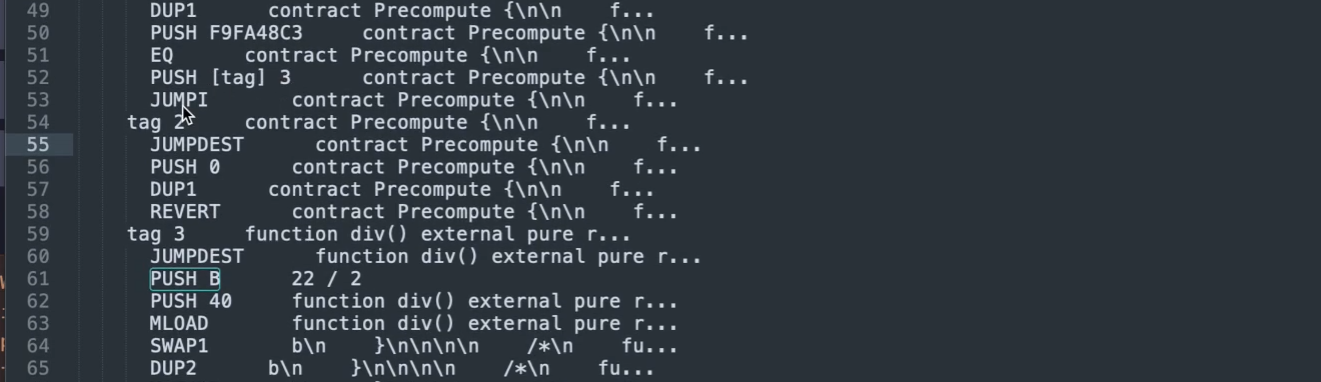 49 DUP1 contract Precompute {\n\n f...
50 PUSH F9FA48C3 contract Precompute {\n\n f...
51 EQ contract Precompute {\n\n f...
52 PUSH [tag] 3 contract Precompute {\n\n f...
53 JUMPI contract Precompute {\n\n f...
54 tag 2 contract Precompute {\n\n f...
55 JUMPDEST contract Precompute {\n\n f...
56 PUSH 0 contract Precompute {\n\n f...
57 DUP1 contract Precompute {\n\n f...
58 REVERT contract Precompute {\n\n f...
59 tag 3 function div() external pure r...
60 JUMPDEST function div() external pure r...
61 PUSH B 22 / 2
62 PUSH 40 function div() external pure r...
63 MLOAD function div() external pure r...
64 SWAP1 b\n }\n\n\n\n /*\n fu...
65 DUP2 b\n }\n\n\n\n /*\n fu...